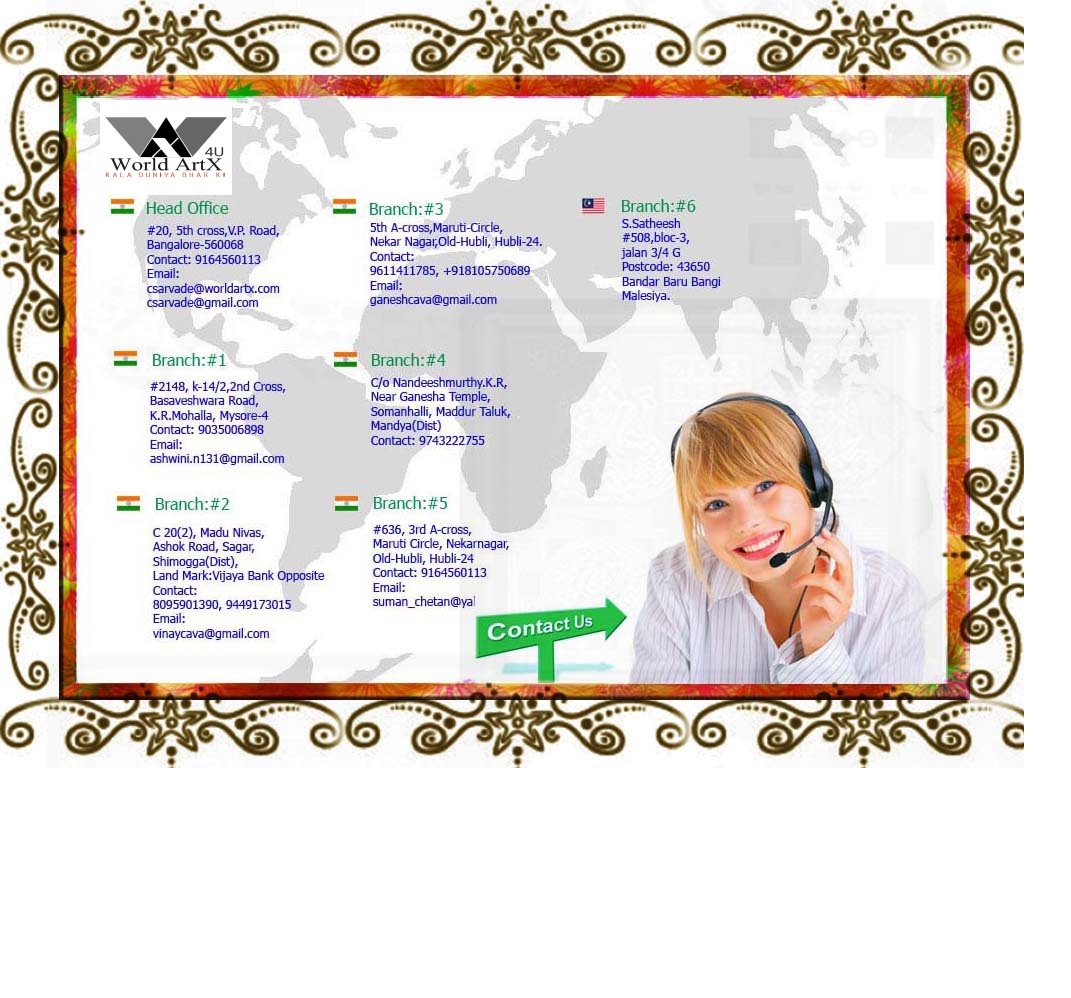 4U
World ArtX
KALA DUNIYA BHAR KI
Head Office
#20, 5th cross,V.P. Road,
Bangalore-560068
Contact: 9164560113
Email:
csarvade@worldartx.com
csarvade@gmail.com
Branch:#1
#2148, k-14/2,2nd Cross,
Basaveshwara Road,
K.R.Mohalla, Mysore-4
Contact: 9035006898
Email:
ashwini.n131@gmail.com
Branch:#2
C 20(2), Madu Nivas,
Ashok Road, Sagar,
Shimogga(Dist),
Land Mark:Vijaya Bank Opposite
Contact:
8095901390, 9449173015
Email:
vinaycava@gmail.com
Branch:#3
5th A-cross,Maruti-Circle,
Nekar Nagar,Old-Hubli, Hubli-24.
Contact:
9611411785, +918105750689
Email:
ganeshcava@gmail.com
Branch:#4
C/o Nandeeshmurthy.K.R,
Near Ganesha Temple,
Somanhalli, Maddur Taluk,
Mandya(Dist)
Contact: 9743222755
Branch:#5
#636, 3rd A-cross,
Maruti Circle, Nekarnagar,
Old-Hubli, Hubli-24
Contact: 9164560113
Email:
suman_chetan@ya
Branch:#6
S.Satheesh
#508,bloc-3,
jalan 3/4 G
Postcode: 43650
Bandar Baru Bangi
Malesiya.
Contact Us